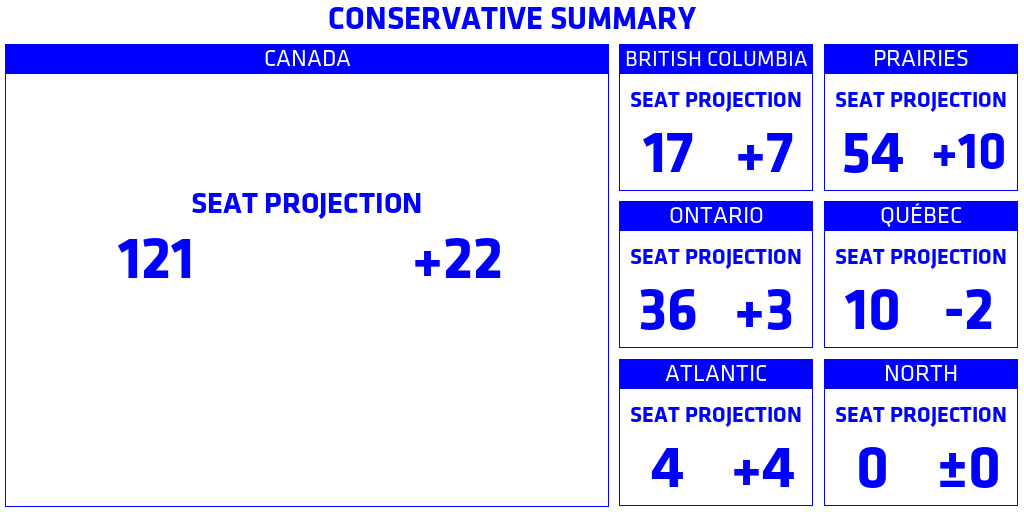 CONSERVATIVE SUMMARY
CANADA
SEAT PROJECTION
121 +22
BRITISH COLUMBIA
SEAT PROJECTION
17 +7
PRAIRIES
SEAT PROJECTION
54 +10
ONTARIO
SEAT PROJECTION
36 +3
QUÉBEC
SEAT PROJECTION
10 -2
ATLANTIC
SEAT PROJECTION
4 +4
NORTH
SEAT PROJECTION
0 ±0